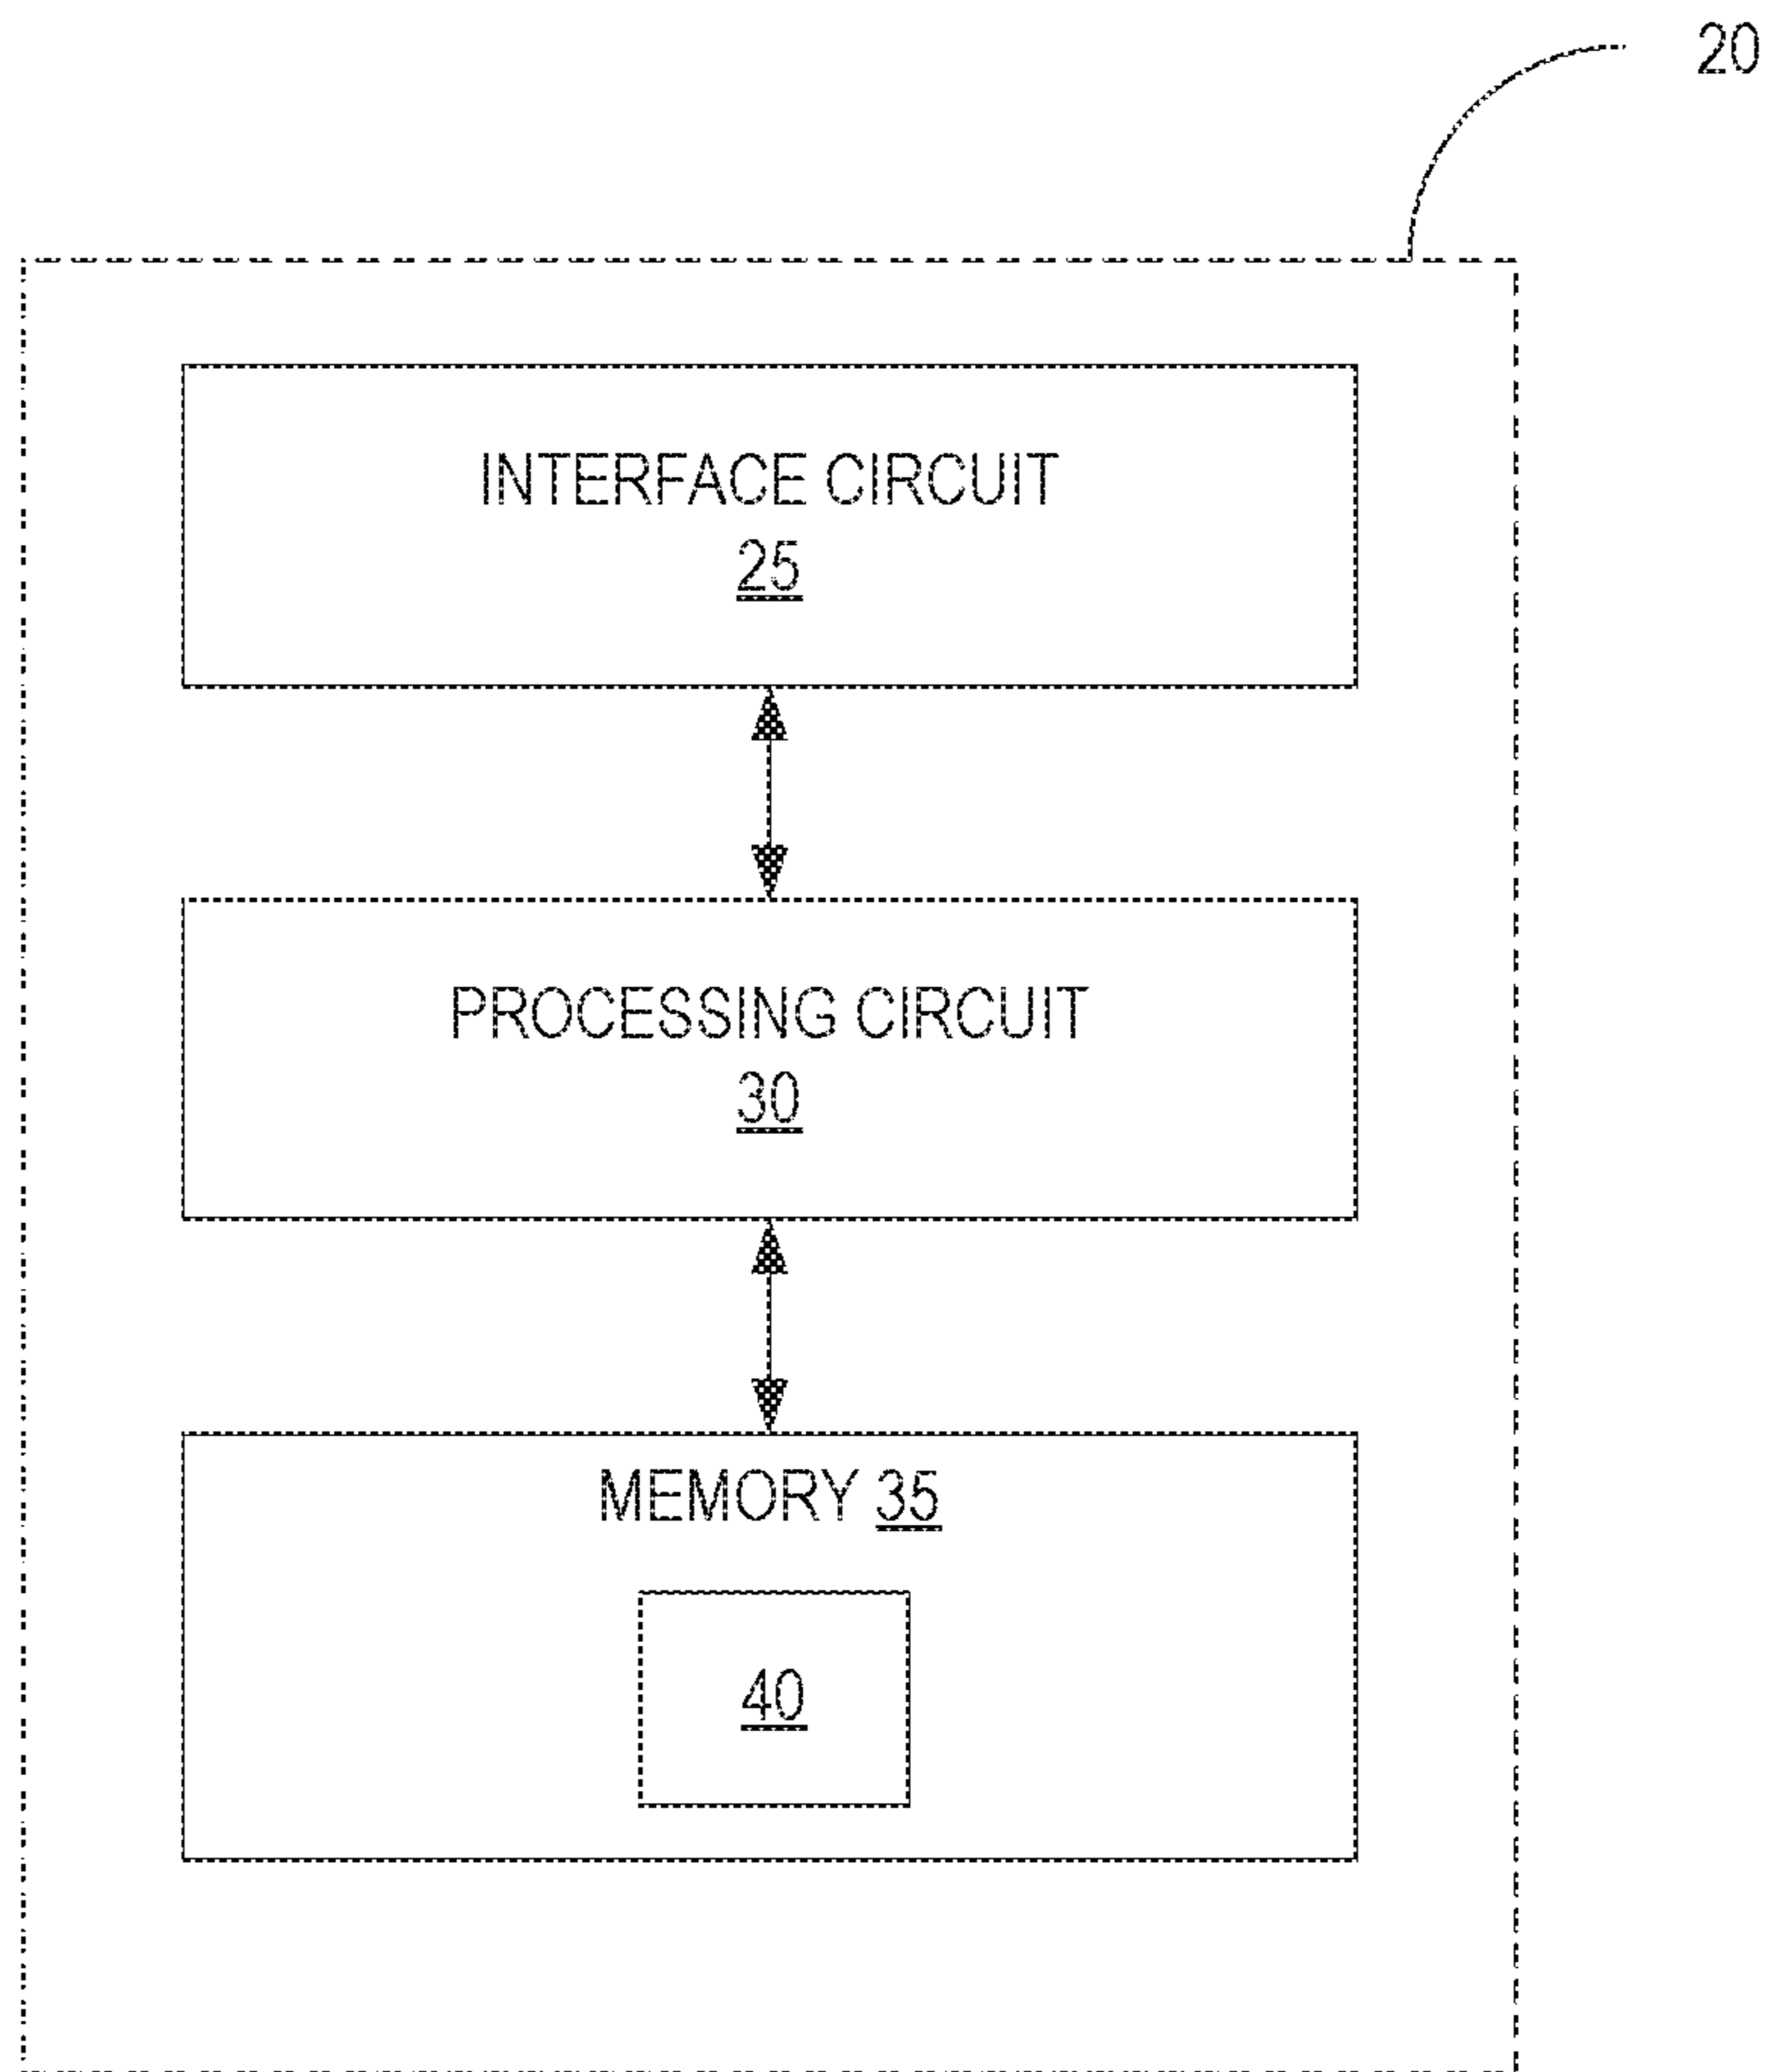 20
INTERFACE CIRCUIT
25
PROCESSING CIRCUIT
30
MEMORY 35
40